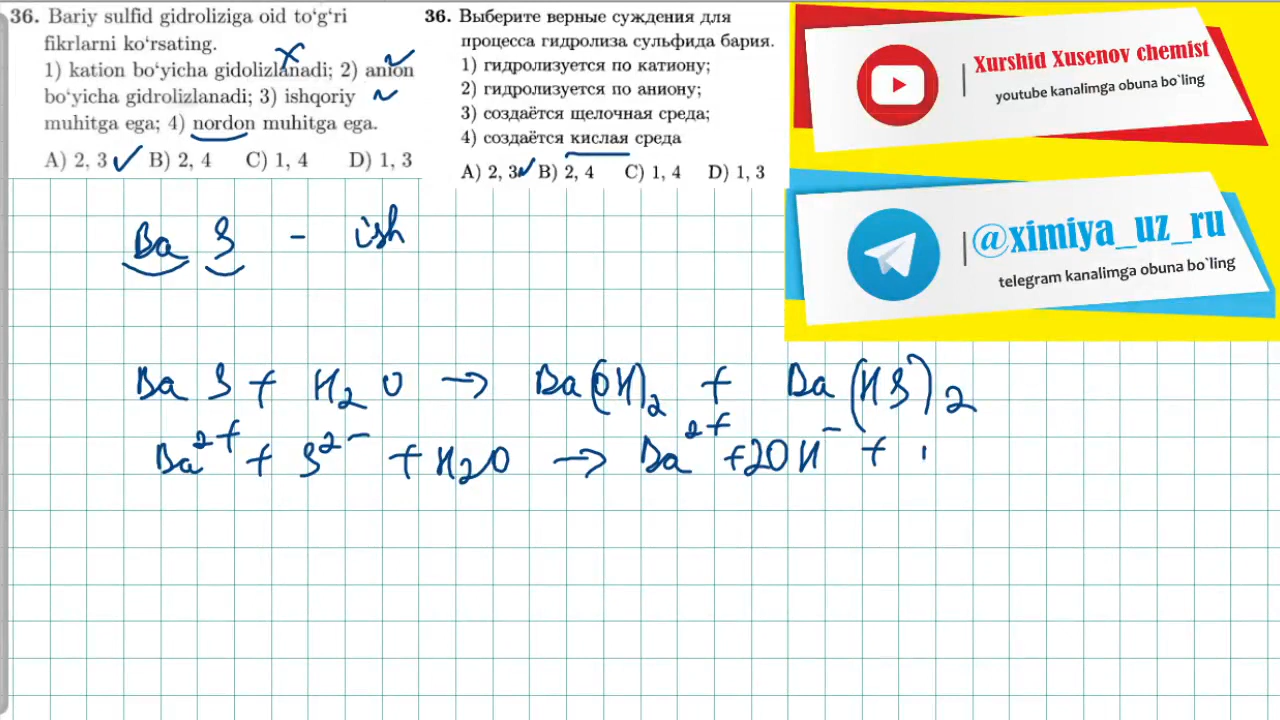 36. Bariy sulfid gidroliziga oid to‘g‘ri
fikrlarni ko‘rsating.
1) kation bo‘yicha gidolizlanadi; 2) anion
bo‘yicha gidrolizlanadi; 3) ishqoriy
muhitga ega; 4) nordon muhitga ega.
A) 2, 3 B) 2, 4 C) 1, 4 D) 1, 3
36. Выберите верные суждения для
процесса гидролиза сульфида бария.
1) гидролизуется по катиону;
2) гидролизуется по аниону;
3) создаётся щелочная среда;
4) создаётся кислая среда
A) 2, 3 B) 2, 4 C) 1, 4 D) 1, 3
Xurshid Xusenov chemist
youtube kanalimga obuna bo`ling
@ximiya_uz_ru
telegram kanalimga obuna bo`ling
Ba S - ish
Ba S + H2O → Ba(OH)2 + Ba(HS)2
Ba2+ + S2− + H2O → Ba2+ + 2OH− +